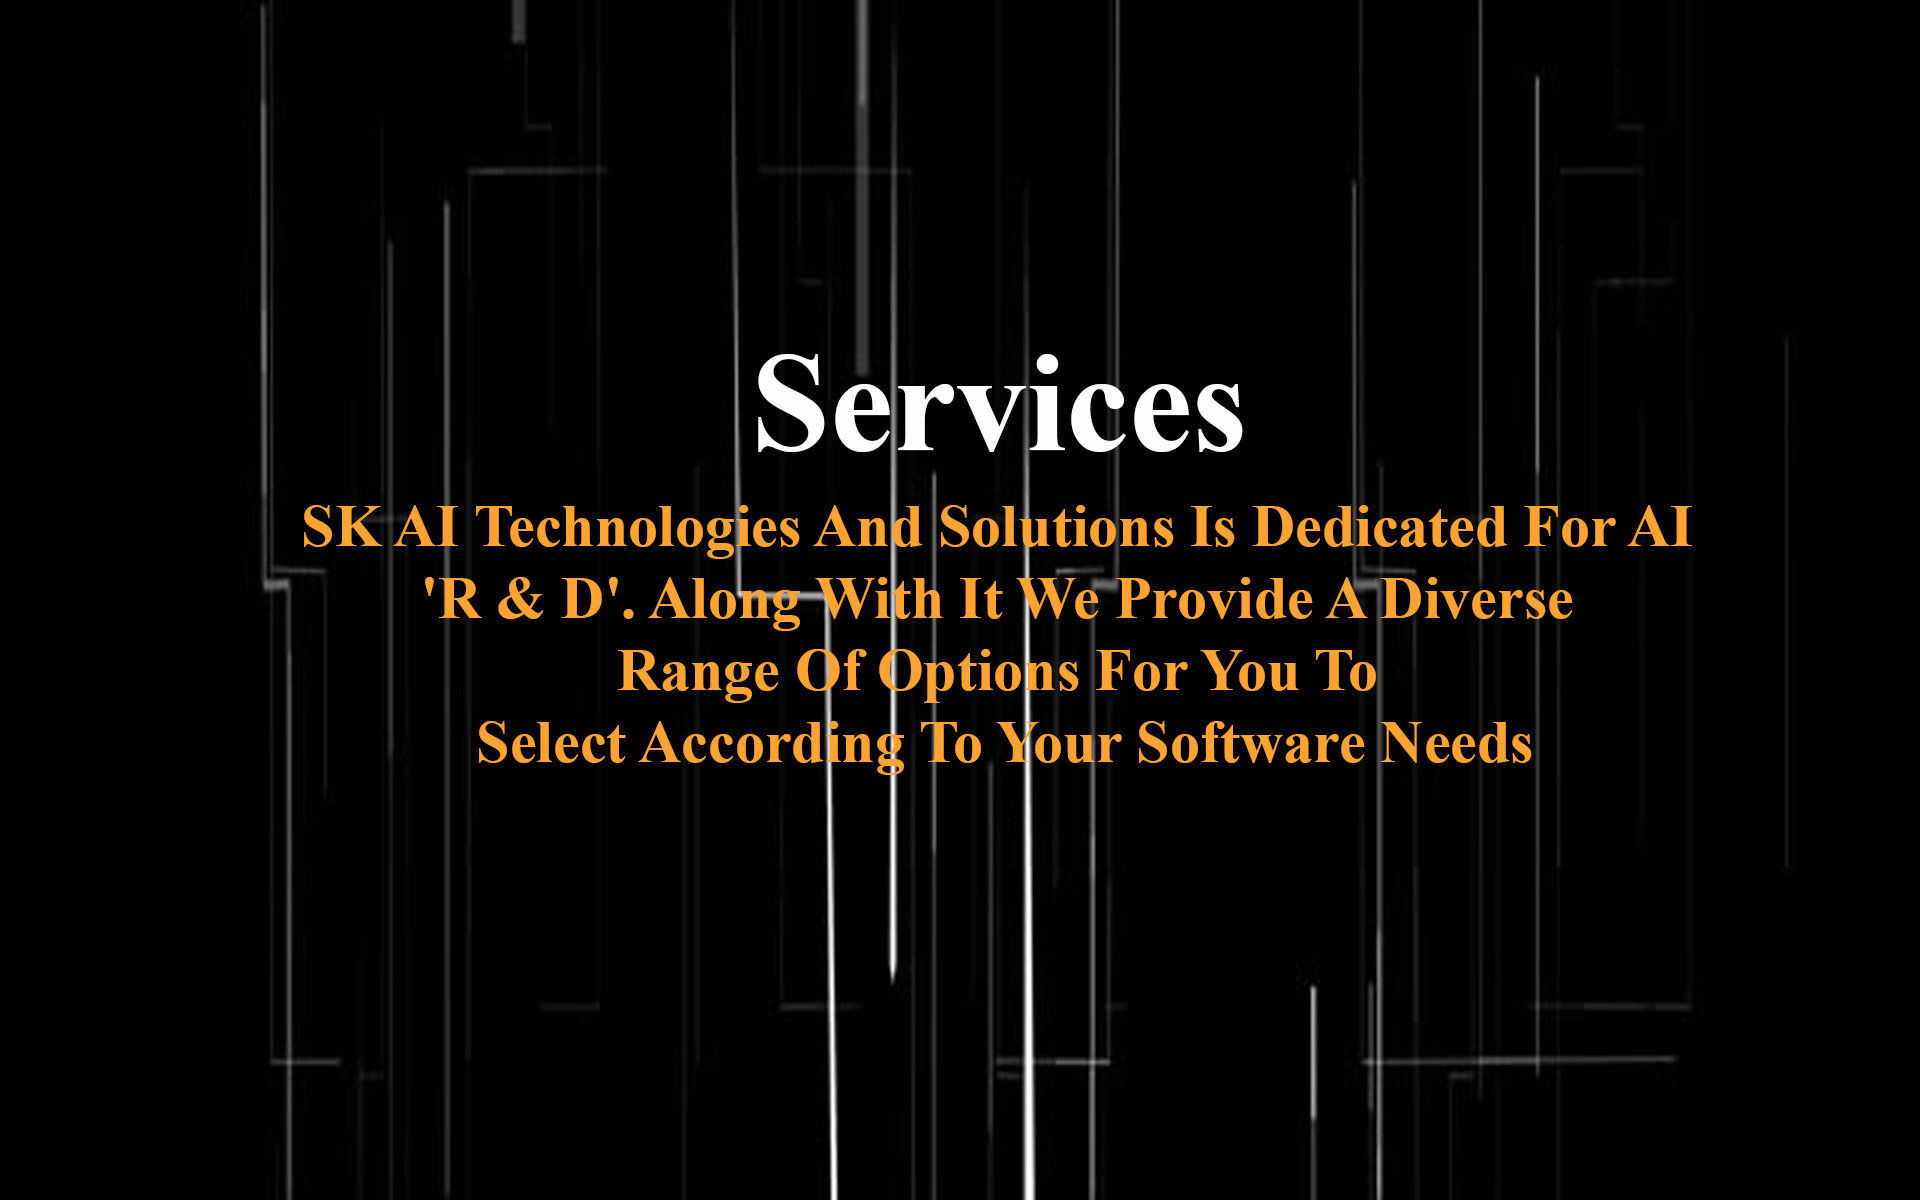 Services
SK AI Technologies And Solutions Is Dedicated For AI
'R & D'. Along With It We Provide A Diverse
Range Of Options For You To
Select According To Your Software Needs